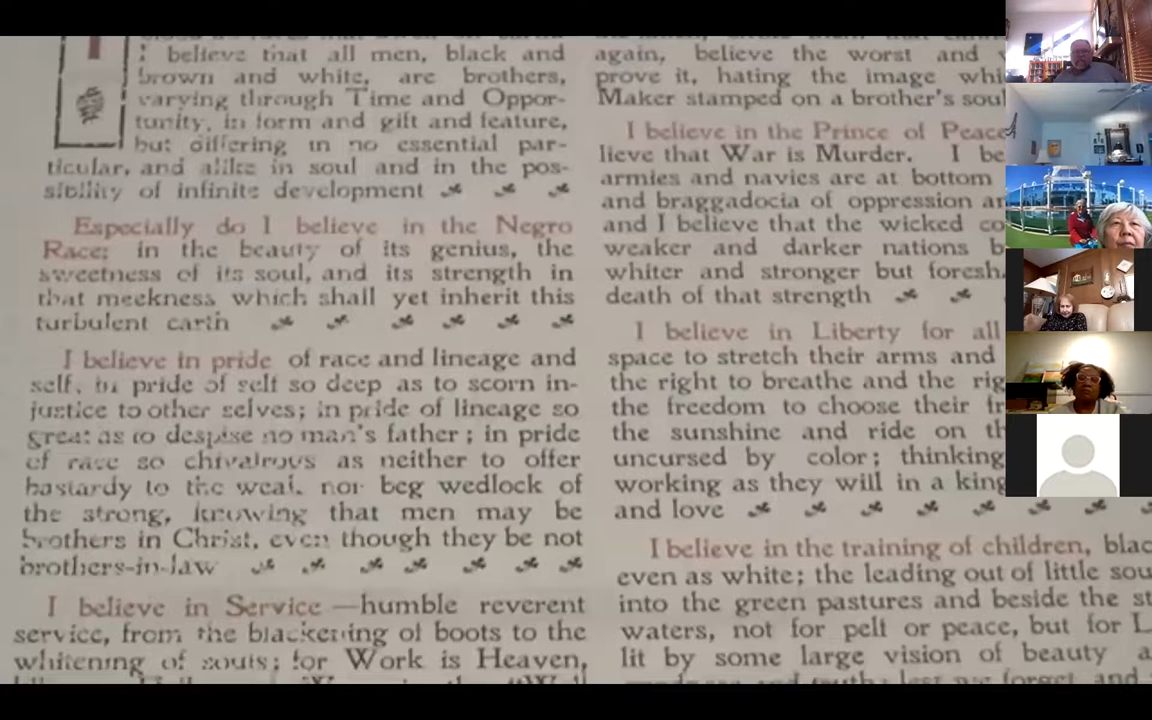 I believe that all men, black and
brown and white, are brothers,
varying through Time and Oppor-
tunity, in form and gift and feature,
but differing in no essential par-
ticular, and alike in soul and in the pos-
sibility of infinite development
Especially do I believe in the Negro
Race; in the beauty of its genius, the
sweetness of its soul, and its strength in
that meekness which shall yet inherit this
turbulent earth
I believe in pride of race and lineage and
self, in pride of self so deep as to scorn in-
justice to other selves; in pride of lineage so
great as to despise no man's father; in pride
of race so chivalrous as neither to offer
bastardy to the weak nor beg wedlock of
the strong, knowing that men may be
brothers in Christ, even though they be not
brothers-in-law
I believe in Service—humble reverent
service, from the blackening of boots to the
whitening of souls; for Work is Heaven,
again, believe the worst and
prove it, hating the image whi
Maker stamped on a brother's soul
I believe in the Prince of Peace
lieve that War is Murder. I be
armies and navies are at bottom
and braggadocia of oppression an
and I believe that the wicked co
weaker and darker nations b
whiter and stronger but foresh
death of that strength
I believe in Liberty for all
space to stretch their arms and
the right to breathe and the rig
the freedom to choose their fr
the sunshine and ride on th
uncursed by color; thinking
working as they will in a king
and love
I believe in the training of children, blac
even as white; the leading out of little sou
into the green pastures and beside the st
waters, not for pelf or peace, but for L
lit by some large vision of beauty a